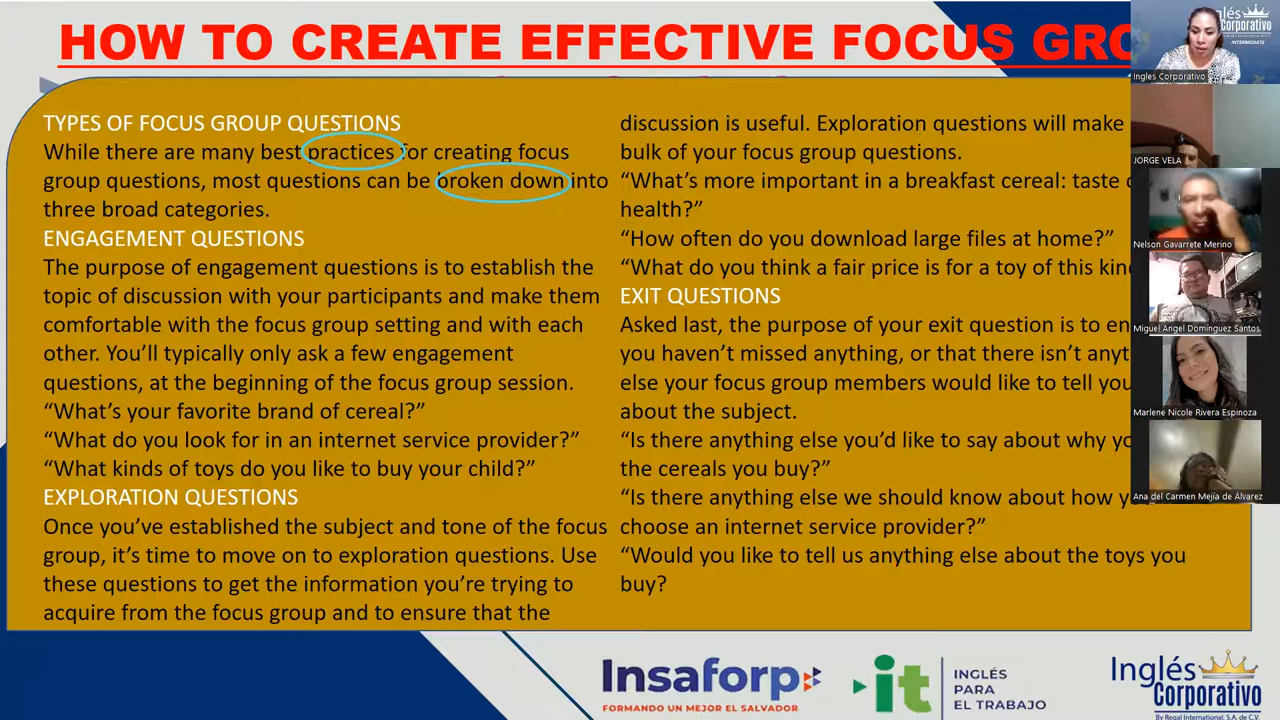 HOW TO CREATE EFFECTIVE FOCUS
TYPES OF FOCUS GROUP QUESTIONS
While there are many best practices for creating focus
group questions, most questions can be broken down into
three broad categories.
ENGAGEMENT QUESTIONS
The purpose of engagement questions is to establish the
topic of discussion with your participants and make them
comfortable with the focus group setting and with each
other. You’ll typically only ask a few engagement
questions, at the beginning of the focus group session.
“What’s your favorite brand of cereal?”
“What do you look for in an internet service provider?”
“What kinds of toys do you like to buy your child?”
EXPLORATION QUESTIONS
Once you’ve established the subject and tone of the focus
group, it’s time to move on to exploration questions. Use
these questions to get the information you’re trying to
acquire from the focus group and to ensure that the
discussion is useful. Exploration questions will make
bulk of your focus group questions.
“What’s more important in a breakfast cereal: taste
health?”
“How often do you download large files at home?”
“What do you think a fair price is for a toy of this
EXIT QUESTIONS
Asked last, the purpose of your exit question is to
you haven’t missed anything, or that there isn’t
else your focus group members would like to tell you
about the subject.
“Is there anything else you’d like to say about why
the cereals you buy?”
“Is there anything else we should know about how
choose an internet service provider?”
“Would you like to tell us anything else about the toys you
buy?
Inglés Corporativo
INTERMEDIATE
Ingles Corporativo
JORGE VELA
Nelson Gavarrete Merino
Miguel Angel Domínguez Santos
Marlene Nicole Rivera Espinoza
Ana del Carmen Mejía de Álvarez
Insaforp
FORMANDO UN MEJOR EL SALVADOR
it
INGLÉS
PARA
EL TRABAJO
Inglés
Corporativo
By Regal International, S.A. de C.V.